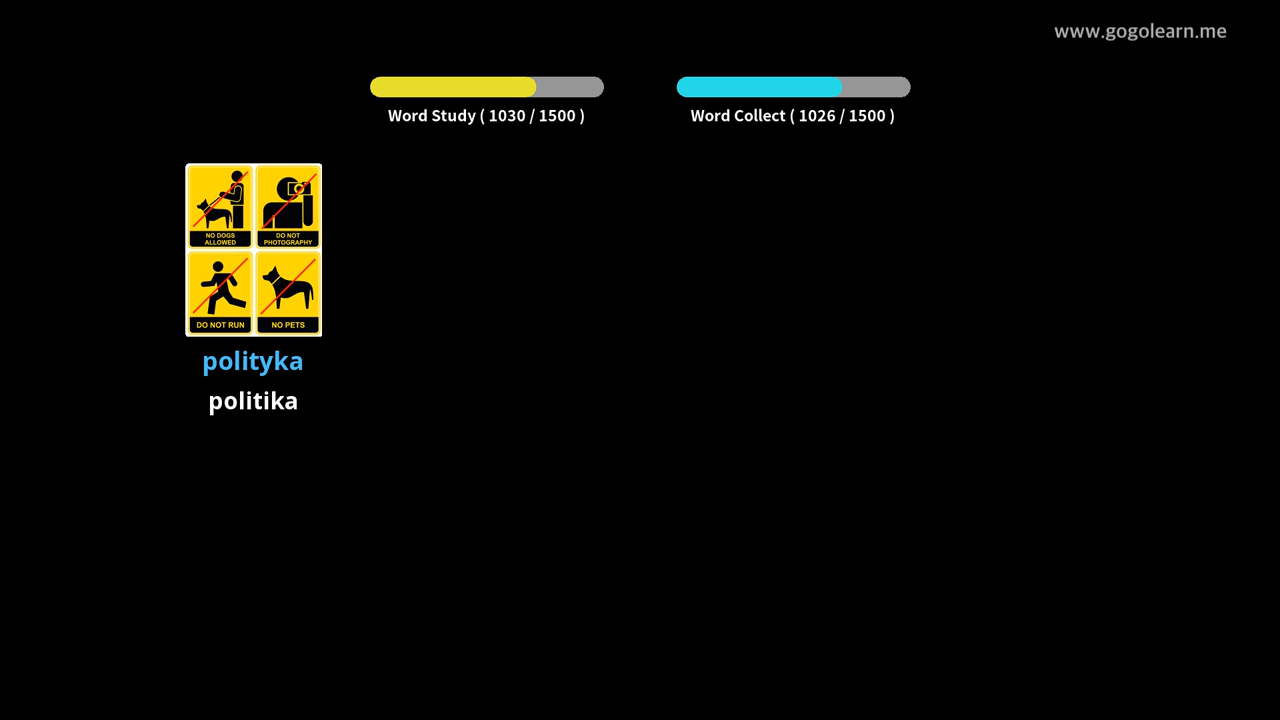 www.gogolearn.me
Word Study ( 1030 / 1500 )
Word Collect ( 1026 / 1500 )
NO DOGS
ALLOWED
DO NOT
PHOTOGRAPHY
DO NOT RUN
NO PETS
polityka
politika